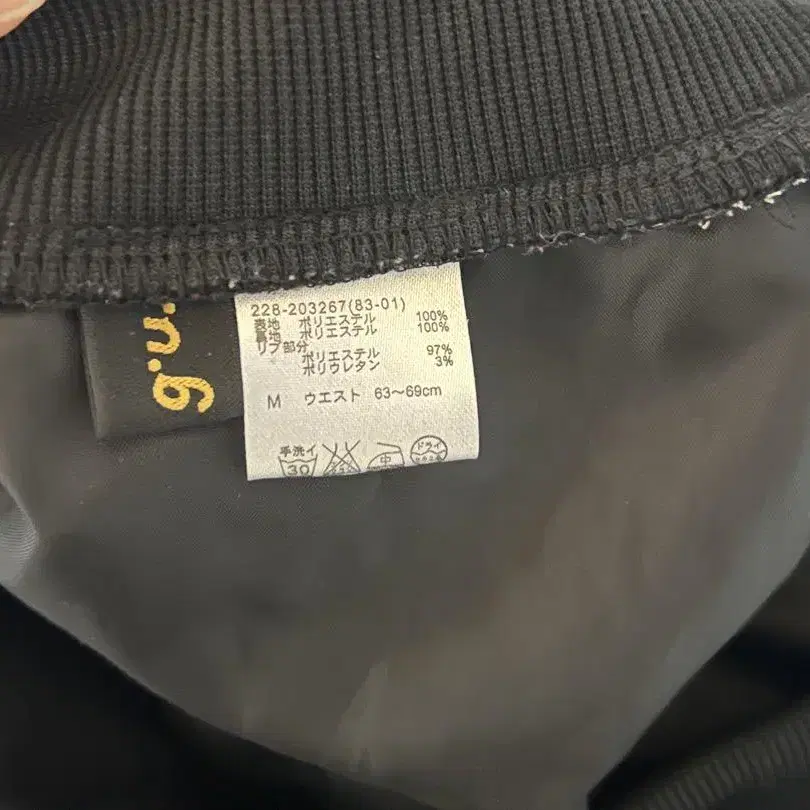 g.u.
228-203267(83-01)
表地 ポリエステル 100%
裏地 ポリエステル 100%
リブ部分
ポリエステル 97%
ポリウレタン 3%
M ウエスト 63〜69cm
手洗イ
30 中 ドライ